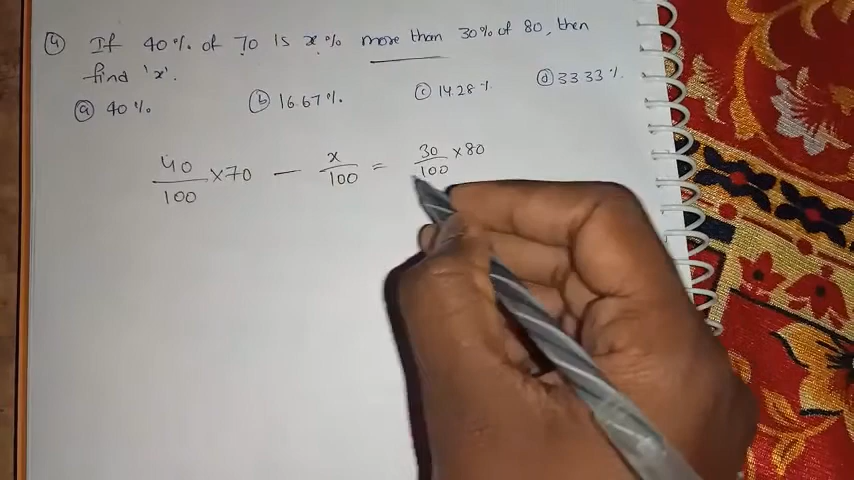 4 If 40% of 70 is x% more than 30% of 80, then
find 'x'.
a 40% b 16.67% c 14.28% d 33.33%
40/100 ×70 — x/100 = 30/100 ×80